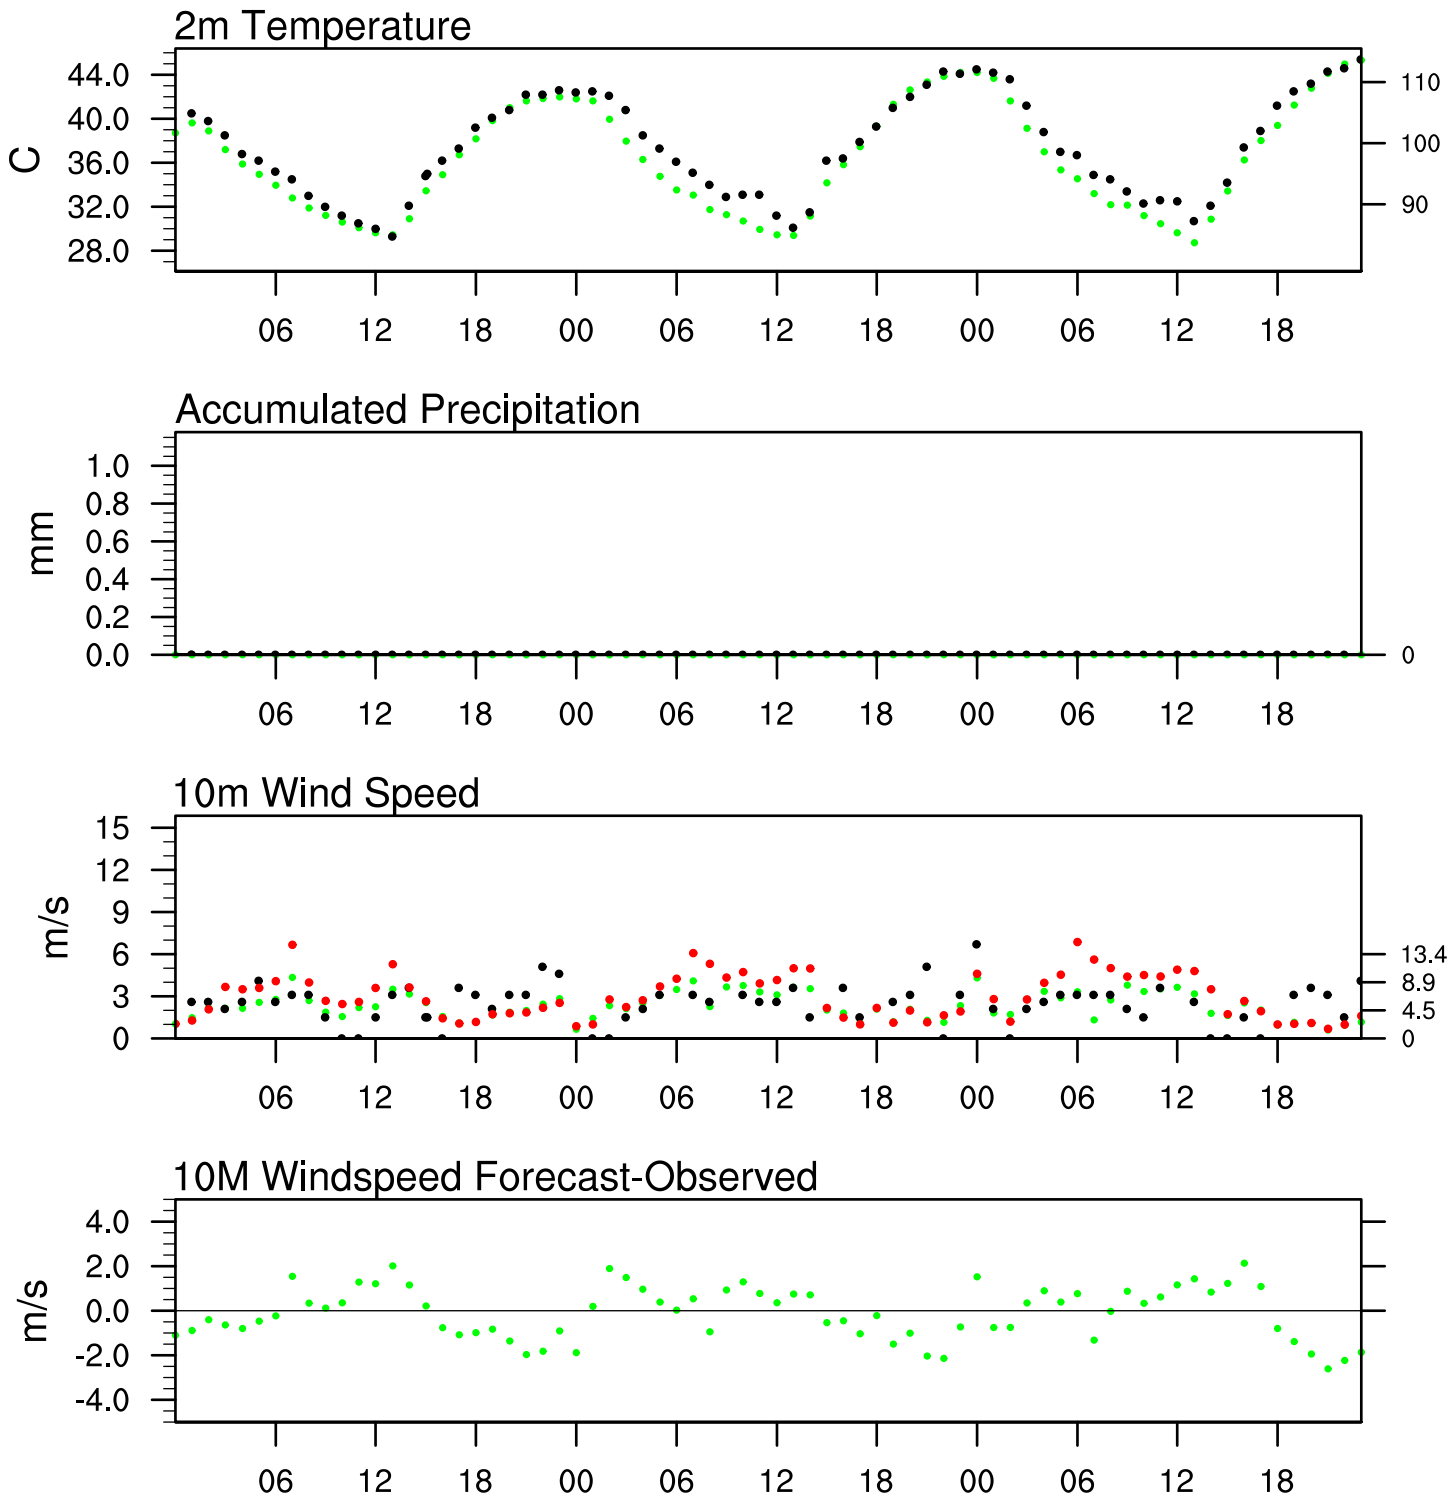 2m Temperature
44.0
40.0
36.0
32.0
28.0
C
110
100
90
06 12 18 00 06 12 18 00 06 12 18
Accumulated Precipitation
1.0
0.8
0.6
0.4
0.2
0.0
mm
0
06 12 18 00 06 12 18 00 06 12 18
10m Wind Speed
15
12
9
6
3
0
m/s
13.4
8.9
4.5
0
06 12 18 00 06 12 18 00 06 12 18
10M Windspeed Forecast-Observed
4.0
2.0
0.0
-2.0
-4.0
m/s
06 12 18 00 06 12 18 00 06 12 18